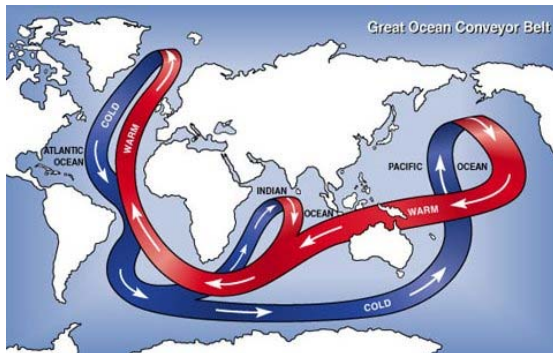 Great Ocean Conveyor Belt
COLD
WARM
ATLANTIC
OCEAN
PACIFIC
OCEAN
INDIAN
OCEAN
WARM
COLD